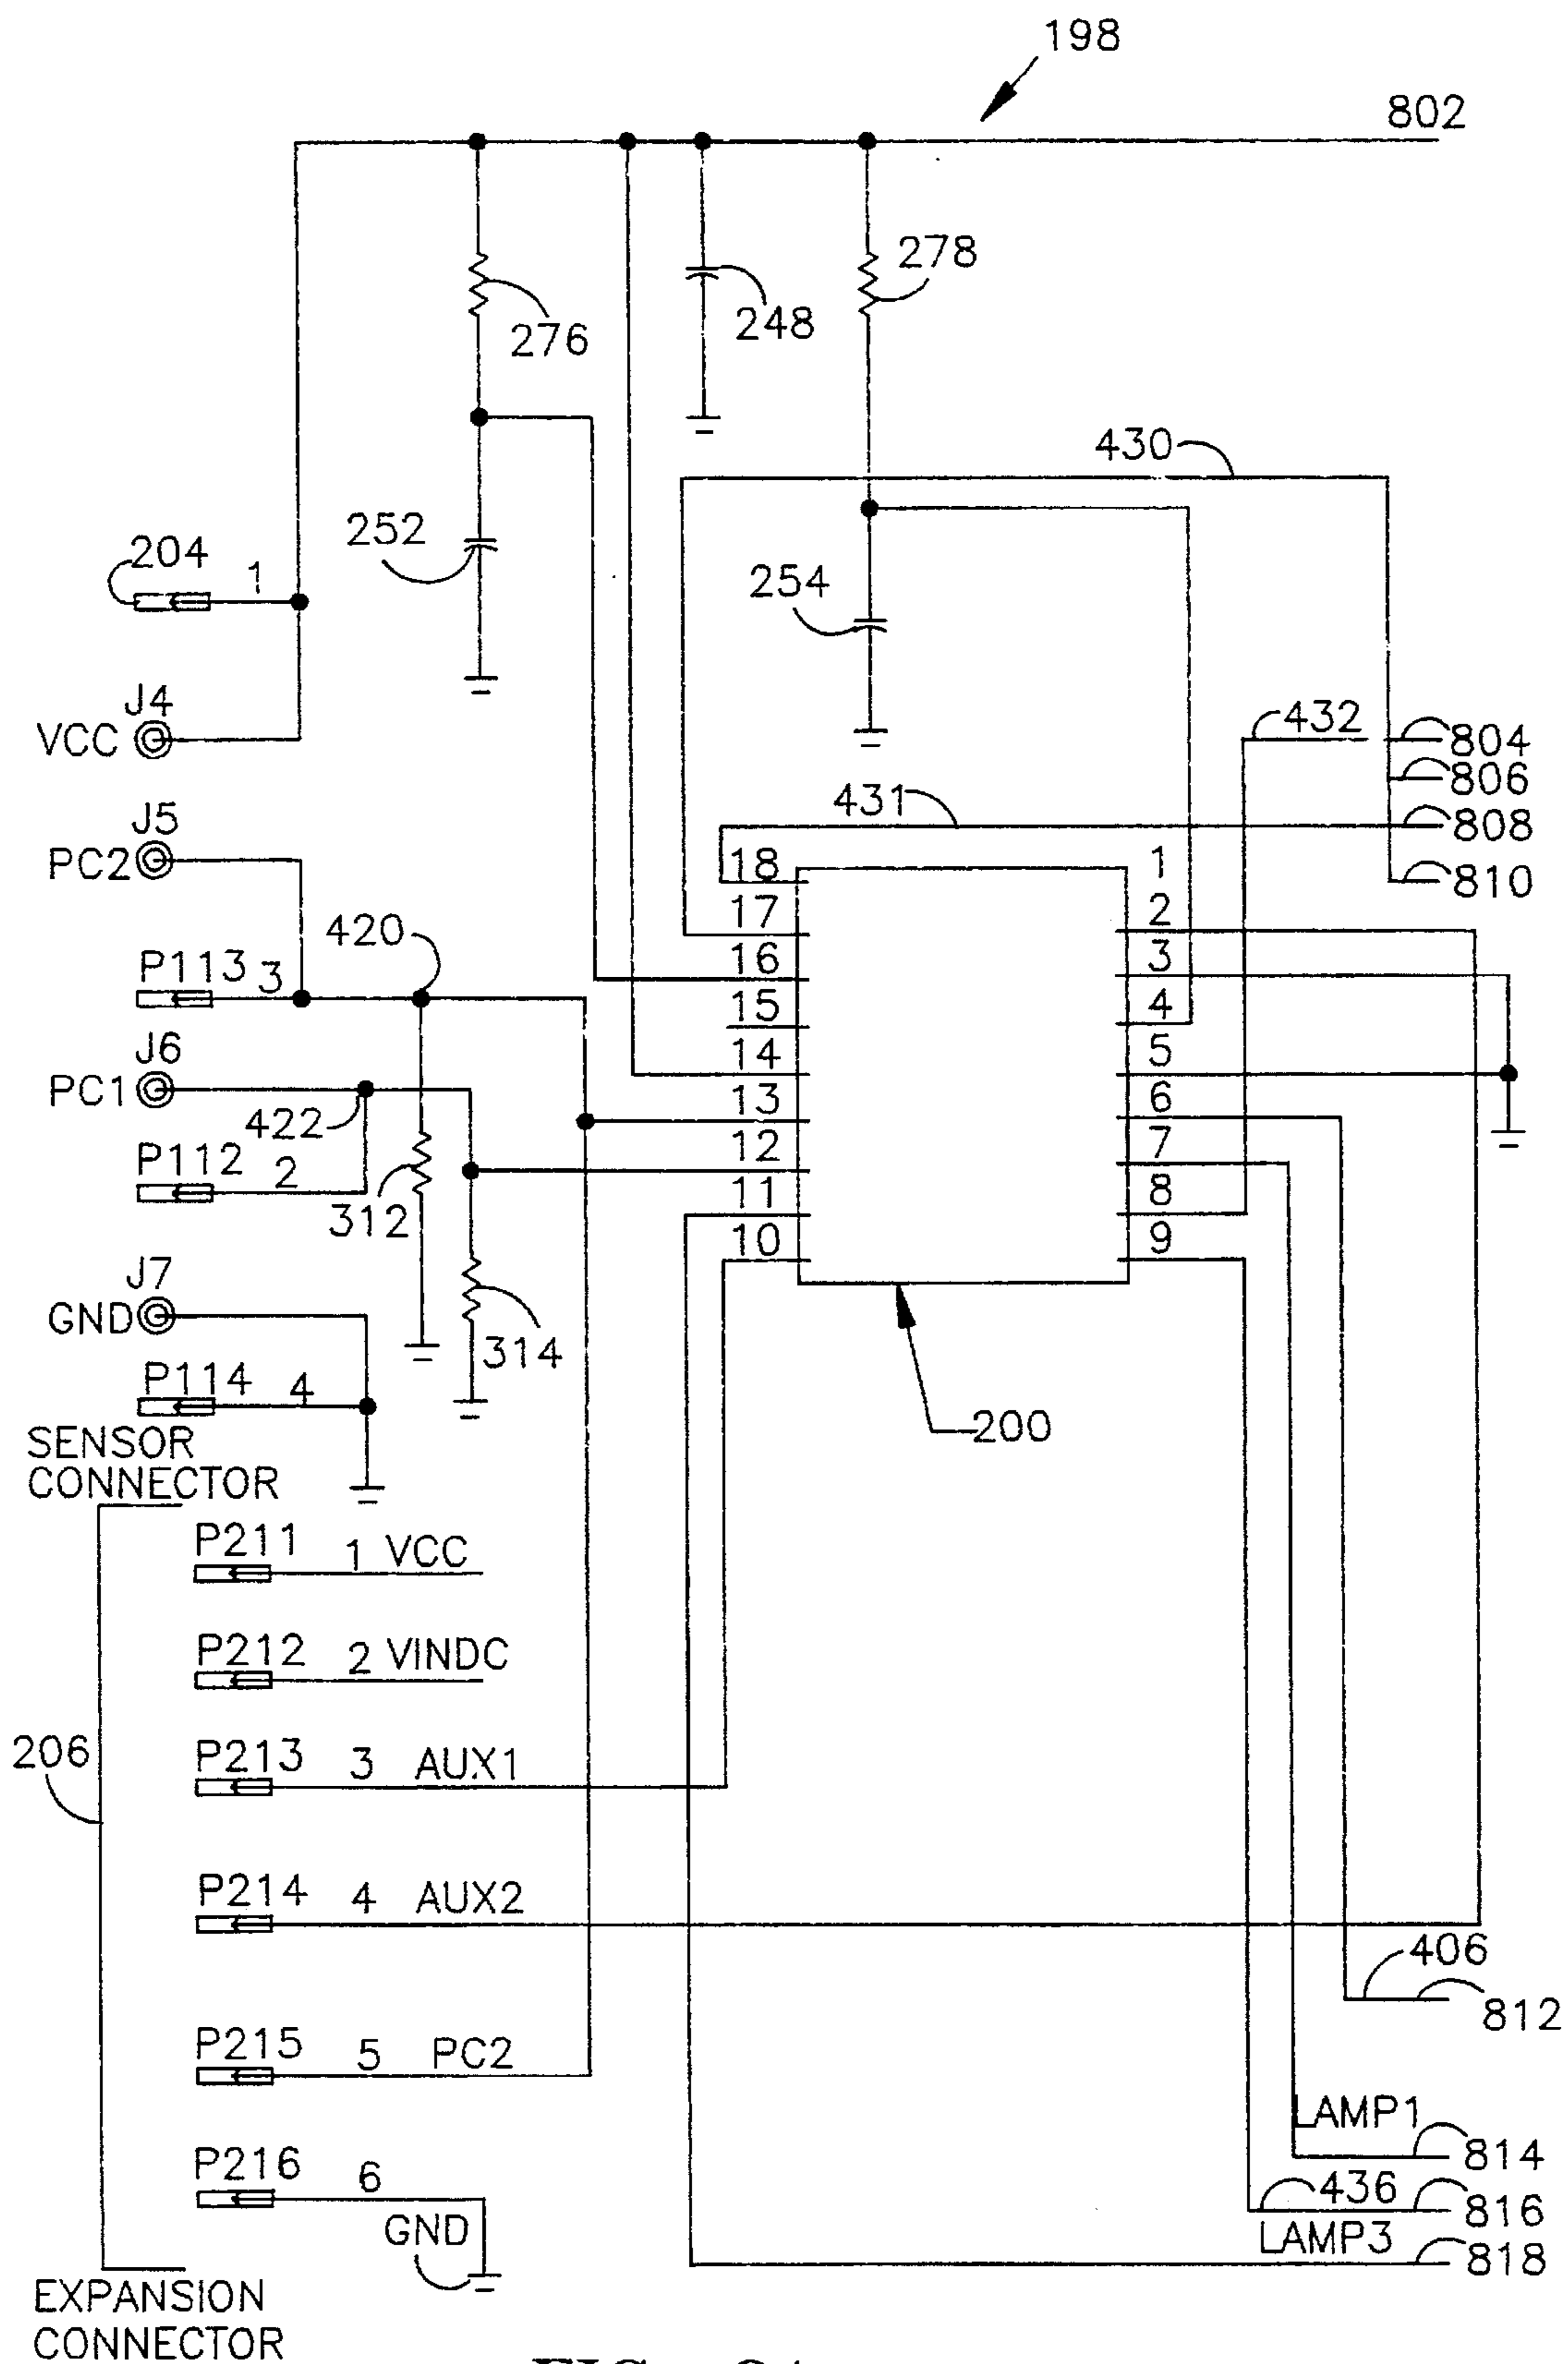 198
802
278
276
248
430
252
204
1
254
J4
VCC
432
804
806
431
808
J5
PC2
18
1
810
17
2
420
P113
3
16
3
15
4
J6
PC1
14
5
422
13
6
P112
2
12
7
312
11
8
10
9
J7
GND
314
P114
4
200
SENSOR
CONNECTOR
P211
1 VCC
P212
2 VINDC
206
P213
3 AUX1
P214
4 AUX2
406
812
P215
5 PC2
LAMP1
814
P216
6
436
816
GND
LAMP3
818
EXPANSION
CONNECTOR